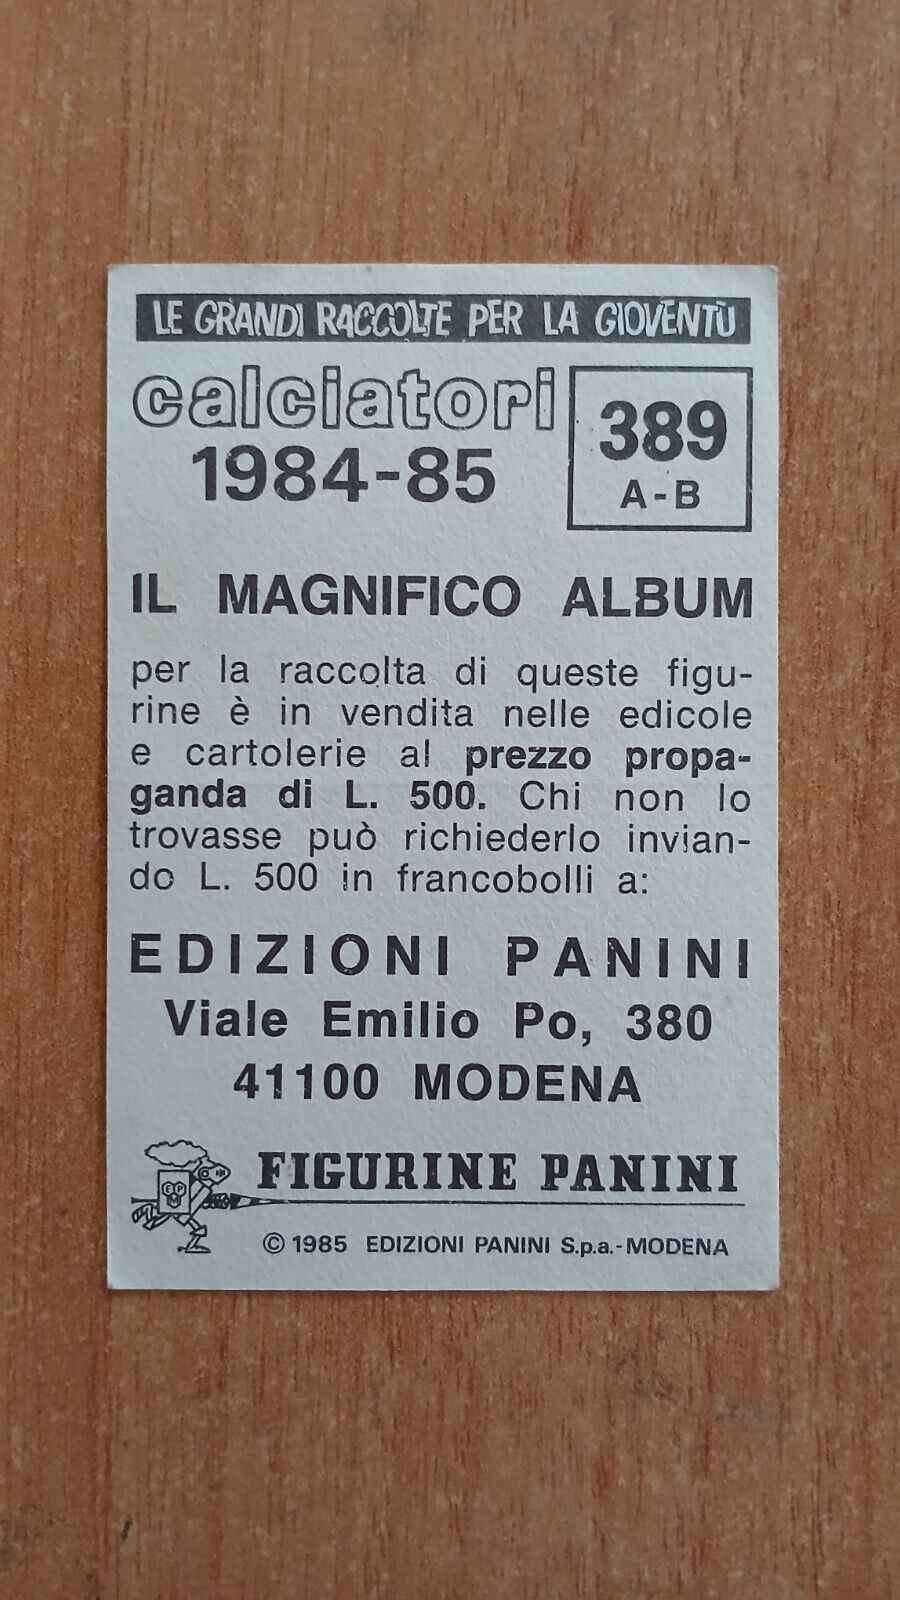 LE GRANDI RACCOLTE PER LA GIOVENTÙ
calciatori
1984-85
389
A-B
IL MAGNIFICO ALBUM
per la raccolta di queste figu-
rine è in vendita nelle edicole
e cartolerie al prezzo propa-
ganda di L. 500. Chi non lo
trovasse può richiederlo invian-
do L. 500 in francobolli a:
EDIZIONI PANINI
Viale Emilio Po, 380
41100 MODENA
EPM
FIGURINE PANINI
© 1985 EDIZIONI PANINI S.p.a.-MODENA